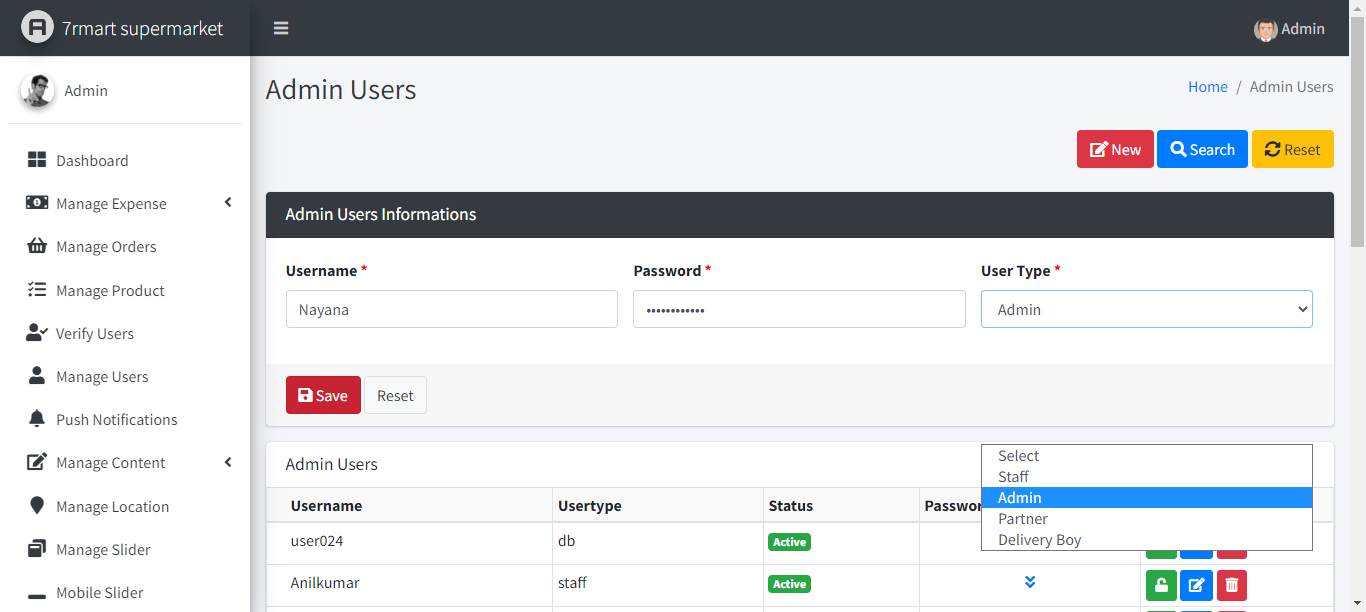 7rmart supermarket
Admin
Admin
Admin Users
Home / Admin Users
Dashboard
Manage Expense
Manage Orders
Manage Product
Verify Users
Manage Users
Push Notifications
Manage Content
Manage Location
Manage Slider
Mobile Slider
New Search Reset
Admin Users Informations
Username * Password * User Type *
Nayana •••••••••••• Admin
Save Reset
Admin Users
Select
Staff
Admin
Partner
Delivery Boy
Username Usertype Status
user024 db Active
Anilkumar staff Active